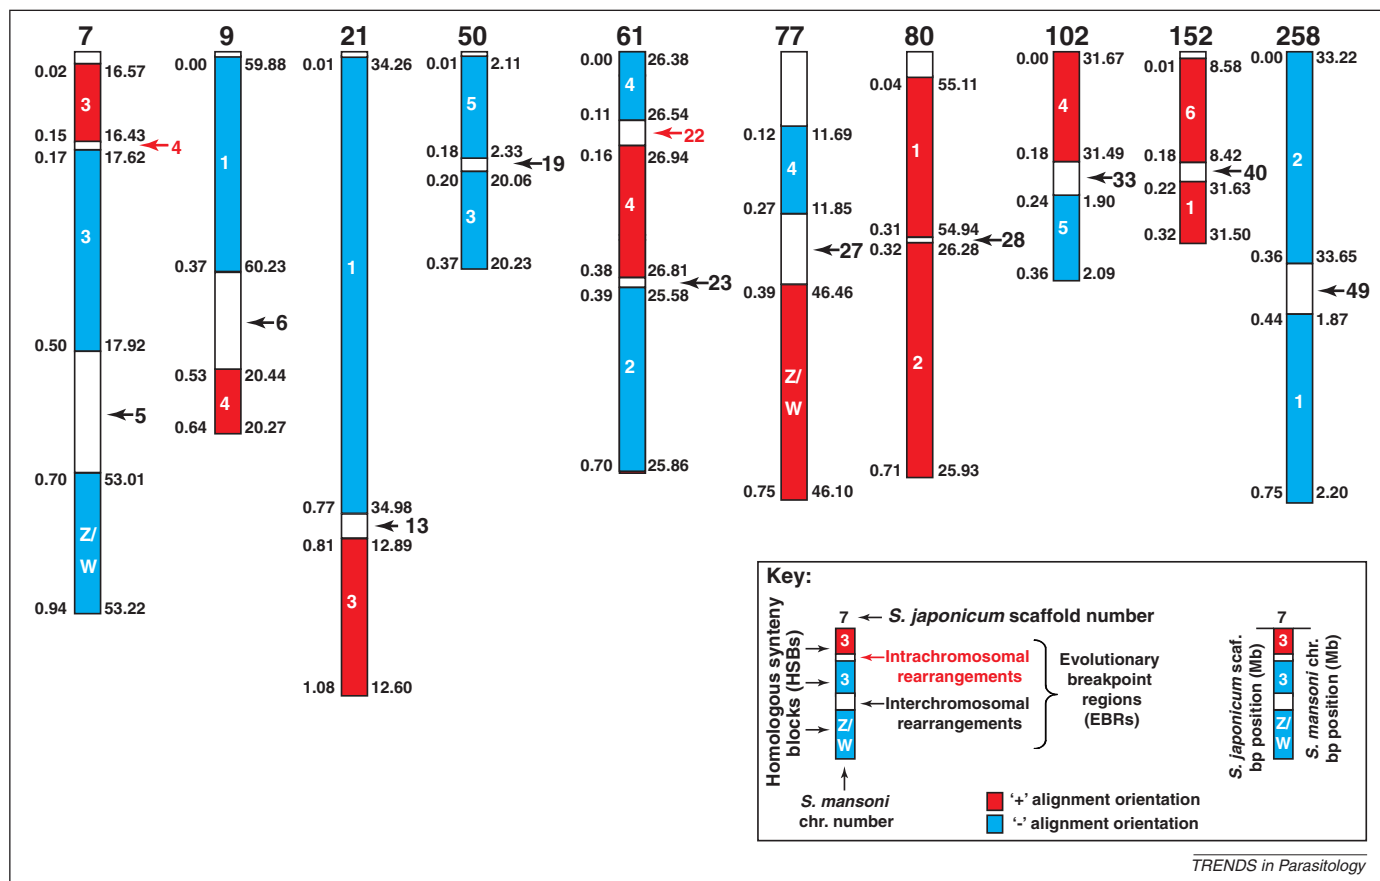 7 9 21 50 61 77 80 102 152 258
0.02 16.57
3
0.15 16.43
4
0.17 17.62
3
0.50 17.92
5
0.70 53.01
Z/
W
0.94 53.22
0.00 59.88
1
0.37 60.23
6
0.53 20.44
4
0.64 20.27
0.01 34.26
1
0.77 34.98
13
0.81 12.89
3
1.08 12.60
0.01 2.11
5
0.18 2.33
19
0.20 20.06
3
0.37 20.23
0.00 26.38
4
0.11 26.54
22
0.16 26.94
4
0.38 26.81
23
0.39 25.58
2
0.70 25.86
0.12 11.69
4
0.27 11.85
27
0.39 46.46
Z/
W
0.75 46.10
0.04 55.11
1
0.31 54.94
28
0.32 26.28
2
0.71 25.93
0.00 31.67
4
0.18 31.49
33
0.24 1.90
5
0.36 2.09
0.01 8.58
6
0.18 8.42
40
0.22 31.63
1
0.32 31.50
0.00 33.22
2
0.36 33.65
49
0.44 1.87
1
0.75 2.20
Key:
7 S. japonicum scaffold number
Homologous synteny
blocks (HSBs)
3
3
Z/
W
Intrachromosomal
rearrangements
Interchromosomal
rearrangements
Evolutionary
breakpoint
regions
(EBRs)
S. mansoni
chr. number
7
S. japonicum scaf.
bp position (Mb)
3
3
Z/
W
S. mansoni chr.
bp position (Mb)
'+' alignment orientation
'-' alignment orientation
TRENDS in Parasitology